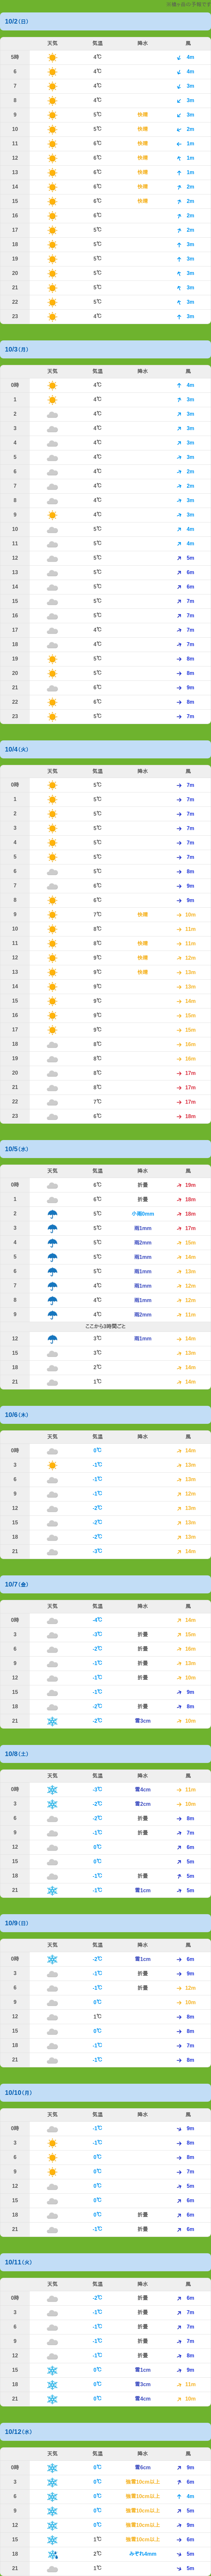 10/2(日)
天気 気温 降水 風
5時 4℃ 4m
6 4℃ 4m
7 4℃ 3m
8 4℃ 3m
9 5℃ 快晴 3m
10 5℃ 快晴 2m
11 6℃ 快晴 1m
12 6℃ 快晴 1m
13 6℃ 快晴 1m
14 6℃ 快晴 2m
15 6℃ 快晴 2m
16 6℃ 2m
17 5℃ 2m
18 5℃ 3m
19 5℃ 3m
20 5℃ 3m
21 5℃ 3m
22 5℃ 3m
23 4℃ 3m
10/3(月)
天気 気温 降水 風
0時 4℃ 4m
1 4℃ 3m
2 4℃ 3m
3 4℃ 3m
4 4℃ 3m
5 4℃ 3m
6 4℃ 2m
7 4℃ 2m
8 4℃ 3m
9 4℃ 3m
10 5℃ 4m
11 5℃ 4m
12 5℃ 5m
13 5℃ 6m
14 5℃ 6m
15 5℃ 7m
16 5℃ 7m
17 4℃ 7m
18 4℃ 7m
19 5℃ 8m
20 5℃ 8m
21 6℃ 9m
22 6℃ 8m
23 5℃ 7m
10/4(火)
天気 気温 降水 風
0時 5℃ 7m
1 5℃ 7m
2 5℃ 7m
3 5℃ 7m
4 5℃ 7m
5 5℃ 7m
6 5℃ 8m
7 6℃ 9m
8 6℃ 9m
9 7℃ 快晴 10m
10 8℃ 11m
11 8℃ 快晴 11m
12 9℃ 快晴 12m
13 9℃ 快晴 13m
14 9℃ 13m
15 9℃ 14m
16 9℃ 15m
17 9℃ 15m
18 8℃ 16m
19 8℃ 16m
20 8℃ 17m
21 8℃ 17m
22 7℃ 17m
23 6℃ 18m
10/5(水)
天気 気温 降水 風
0時 6℃ 折曇 19m
1 6℃ 折曇 18m
2 5℃ 小雨0mm 18m
3 5℃ 雨1mm 17m
4 5℃ 雨2mm 15m
5 5℃ 雨1mm 14m
6 5℃ 雨1mm 13m
7 4℃ 雨1mm 12m
8 4℃ 雨1mm 12m
9 4℃ 雨2mm 11m
ここから3時間ごと
12 3℃ 雨1mm 14m
15 3℃ 12m
18 2℃ 14m
21 1℃ 14m
10/6(木)
天気 気温 降水 風
0時 0℃ 14m
3 -1℃ 13m
6 -1℃ 13m
9 -1℃ 12m
12 -2℃ 13m
15 -2℃ 13m
18 -2℃ 12m
21 -3℃ 14m
10/7(金)
天気 気温 降水 風
0時 -4℃ 14m
3 -3℃ 折曇 15m
6 -2℃ 折曇 16m
9 -1℃ 折曇 13m
12 -1℃ 折曇 10m
15 -1℃ 9m
18 -2℃ 折曇 8m
21 -2℃ 雪3cm 10m
10/8(土)
天気 気温 降水 風
0時 -3℃ 雪4cm 11m
3 -2℃ 雪2cm 10m
6 -2℃ 折曇 8m
9 -1℃ 折曇 7m
12 0℃ 6m
15 0℃ 5m
18 -1℃ 折曇 5m
21 -1℃ 雪1cm 5m
10/9(日)
天気 気温 降水 風
0時 -2℃ 雪1cm 6m
3 -1℃ 折曇 9m
6 -1℃ 折曇 12m
9 0℃ 10m
12 1℃ 8m
15 0℃ 8m
18 -1℃ 7m
21 -1℃ 8m
10/10(月)
天気 気温 降水 風
0時 -1℃ 9m
3 -1℃ 8m
6 0℃ 8m
9 0℃ 7m
12 0℃ 5m
15 0℃ 6m
18 0℃ 折曇 6m
21 -1℃ 折曇 6m
10/11(火)
天気 気温 降水 風
0時 -2℃ 折曇 6m
3 -1℃ 折曇 7m
6 -1℃ 折曇 7m
9 -1℃ 折曇 7m
12 -1℃ 折曇 8m
15 0℃ 雪1cm 9m
18 0℃ 雪3cm 11m
21 0℃ 雪4cm 10m
10/12(水)
天気 気温 降水 風
0時 0℃ 雪6cm 9m
3 0℃ 強雪10cm以上 6m
6 0℃ 強雪10cm以上 4m
9 0℃ 強雪10cm以上 5m
12 0℃ 強雪10cm以上 9m
15 1℃ 強雪10cm以上 6m
18 2℃ みぞれ4mm 5m
21 1℃ 5m